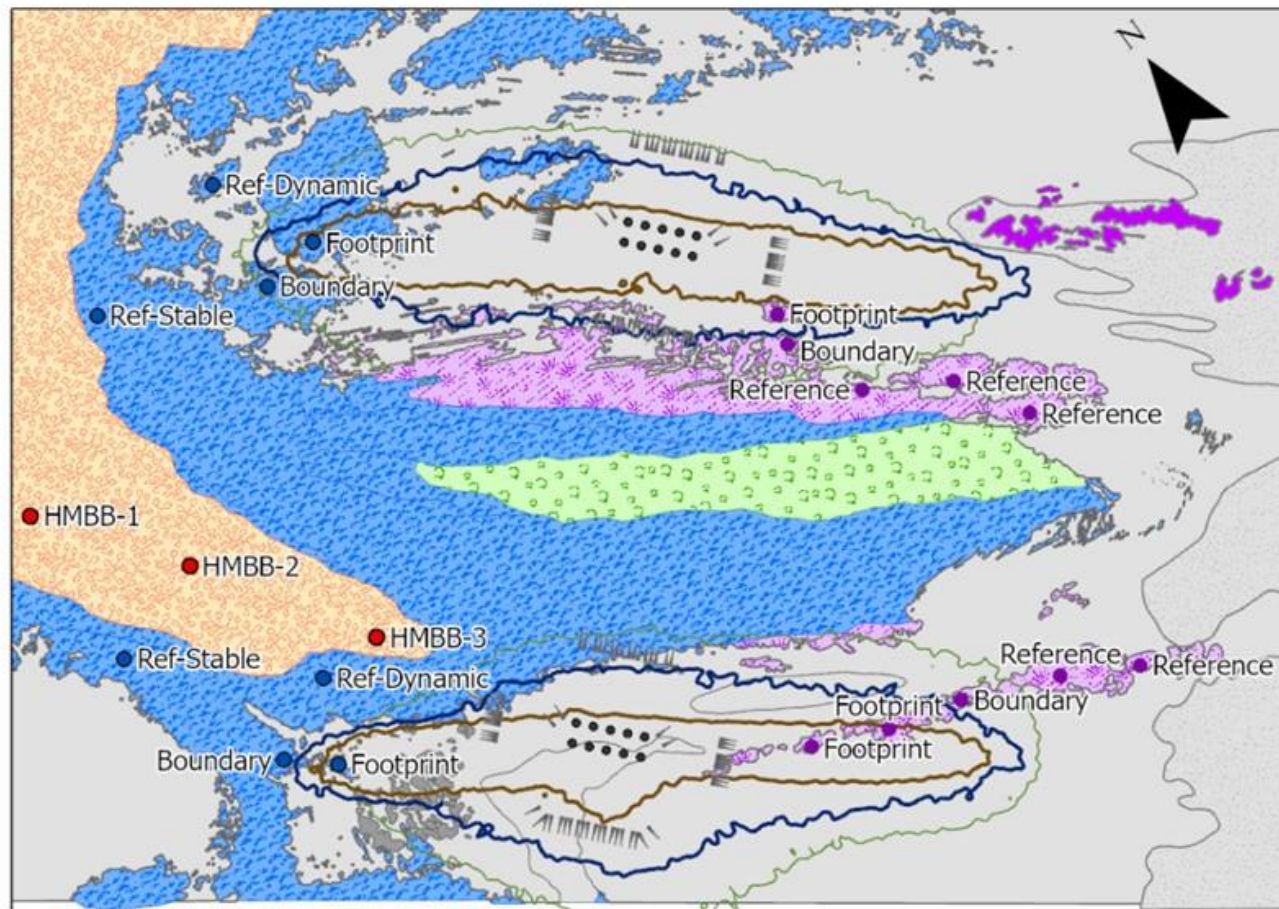 N
Ref-Dynamic
Footprint
Boundary
Ref-Stable
Footprint
Boundary
Reference
Reference
Reference
HMBB-1
HMBB-2
HMBB-3
Ref-Stable
Ref-Dynamic
Reference
Reference
Boundary
Footprint
Footprint
Boundary
Footprint